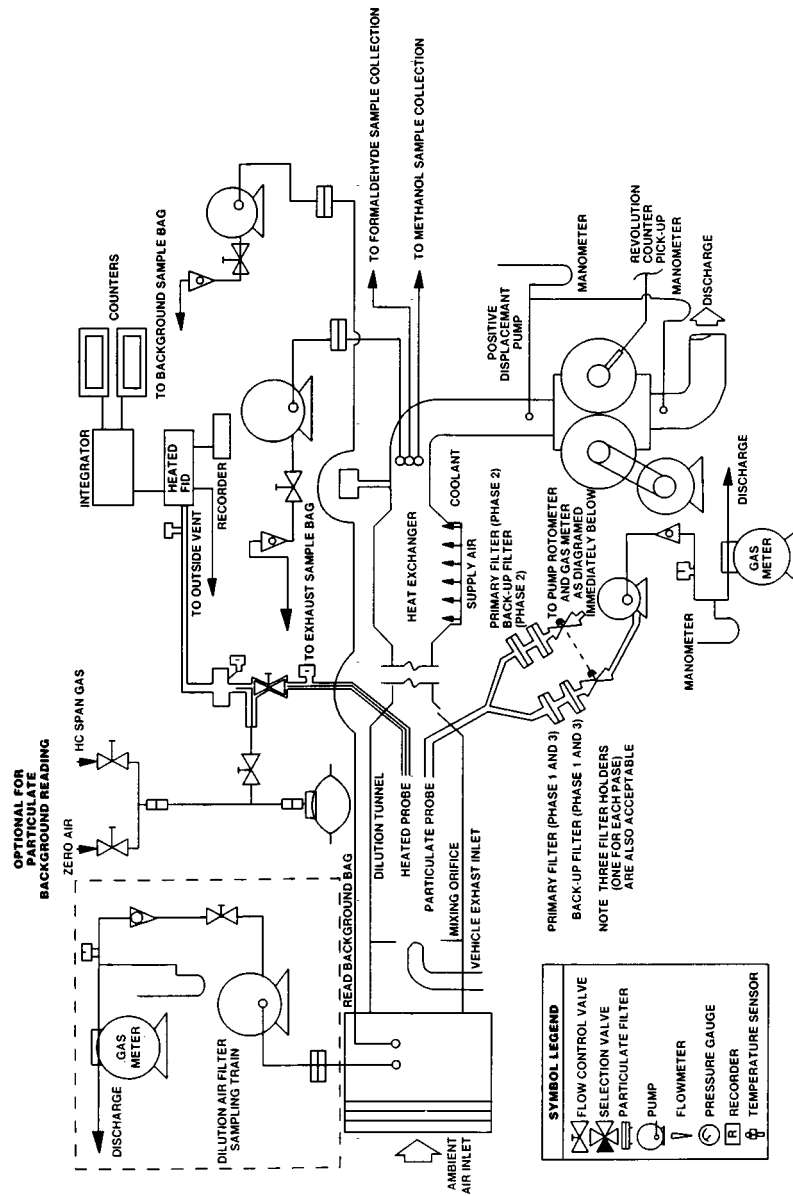 OPTIONAL FOR
PARTICULATE
BACKGROUND READING
ZERO AIR
HC SPAN GAS
INTEGRATOR
COUNTERS
HEATED
FID
RECORDER
TO OUTSIDE VENT
TO BACKGROUND SAMPLE BAG
TO EXHAUST SAMPLE BAG
DISCHARGE
GAS
METER
DILUTION AIR FILTER
SAMPLING TRAIN
READ BACKGROUND BAG
DILUTION TUNNEL
HEATED PROBE
PARTICULATE PROBE
MIXING ORIFICE
VEHICLE EXHAST INLET
AMBIENT
AIR INLET
HEAT EXCHANGER
SUPPLY AIR
COOLANT
TO FORMALDEHYDE SAMPLE COLLECTION
TO METHANOL SAMPLE COLLECTION
POSITIVE
DISPLACEMANT
PUMP
MANOMETER
REVOLUTION
COUNTER
PICK-UP
MANOMETER
DISCHARGE
PRIMARY FILTER (PHASE 2)
BACK-UP FILTER
(PHASE 2)
TO PUMP ROTOMETER
AND GAS METER
AS DIAGRAMED
IMMEDIATELY BELOW
PRIMARY FILTER (PHASE 1 AND 3)
BACK-UP FILTER (PHASE 1 AND 3)
NOTE THREE FILTER HOLDERS
(ONE FOR EACH PASE)
ARE ALSO ACCEPTABLE
MANOMETER
DISCHARGE
GAS
METER
SYMBOL LEGEND
FLOW CONTROL VALVE
SELECTION VALVE
PARTICULATE FILTER
PUMP
FLOWMETER
PRESSURE GAUGE
R RECORDER
TEMPERATURE SENSOR